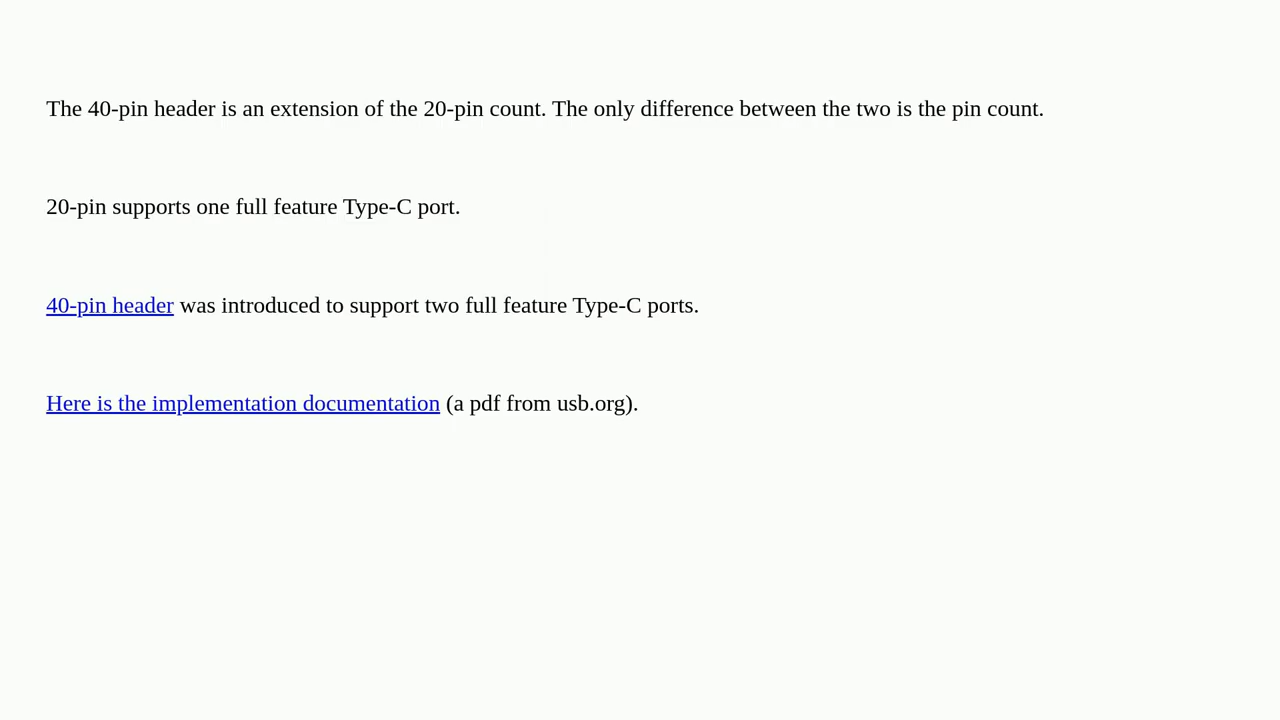 The 40-pin header is an extension of the 20-pin count. The only difference between the two is the pin count.
20-pin supports one full feature Type-C port.
40-pin header was introduced to support two full feature Type-C ports.
Here is the implementation documentation (a pdf from usb.org).